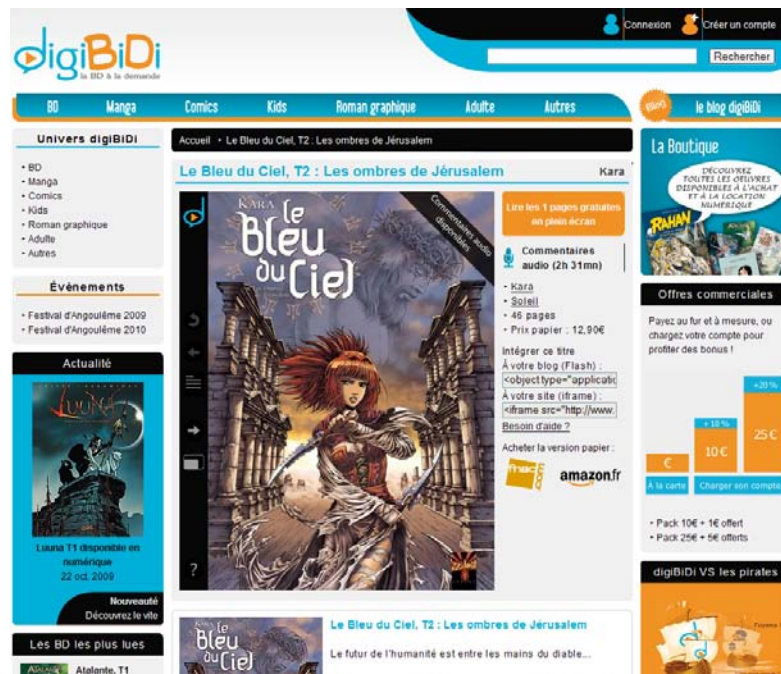 digiBiDi
la BD à la demande
Connexion
Créer un compte
Rechercher
BD
Manga
Comics
Kids
Roman graphique
Adulte
Autres
Blog
le blog digiBiDi
Univers digiBiDi
• BD
• Manga
• Comics
• Kids
• Roman graphique
• Adulte
• Autres
Évènements
• Festival d'Angoulême 2009
• Festival d'Angoulême 2010
Actualité
LUUNA
Luuna T1 disponible en
numérique
22 oct. 2009
Nouveauté
Découvrez le vite
Les BD les plus lues
Atalante, T1
Accueil • Le Bleu du Ciel, T2 : Les ombres de Jérusalem
Le Bleu du Ciel, T2 : Les ombres de Jérusalem
Kara
KARA
le
Bleu
du Ciel
Commentaires audio
disponibles
?
Lire les 1 pages gratuites
en plein écran
Commentaires
audio (2h 31mn)
• Kara
• Soleil
• 46 pages
• Prix papier : 12,90€
Intégrer ce titre
À votre blog (Flash) :
<object type="applicatic
À votre site (iframe) :
<iframe src="http://www.
Besoin d'aide ?
Acheter la version papier :
fnac.com
amazon.fr
KARA
le
Bleu
du Ciel
Le Bleu du Ciel, T2 : Les ombres de Jérusalem
Le futur de l'humanité est entre les mains du diable...
La Boutique
DÉCOUVREZ
TOUTES LES OEUVRES
DISPONIBLES À L'ACHAT
ET À LA LOCATION
NUMÉRIQUE
RAHAN
Offres commerciales
Payez au fur et à mesure, ou
chargez votre compte pour
profiter des bonus !
+20 %
+10 %
25 €
10 €
€
À la carte
Charger son compte
• Pack 10€ + 1€ offert
• Pack 25€ + 5€ offerts
digiBiDi VS les pirates